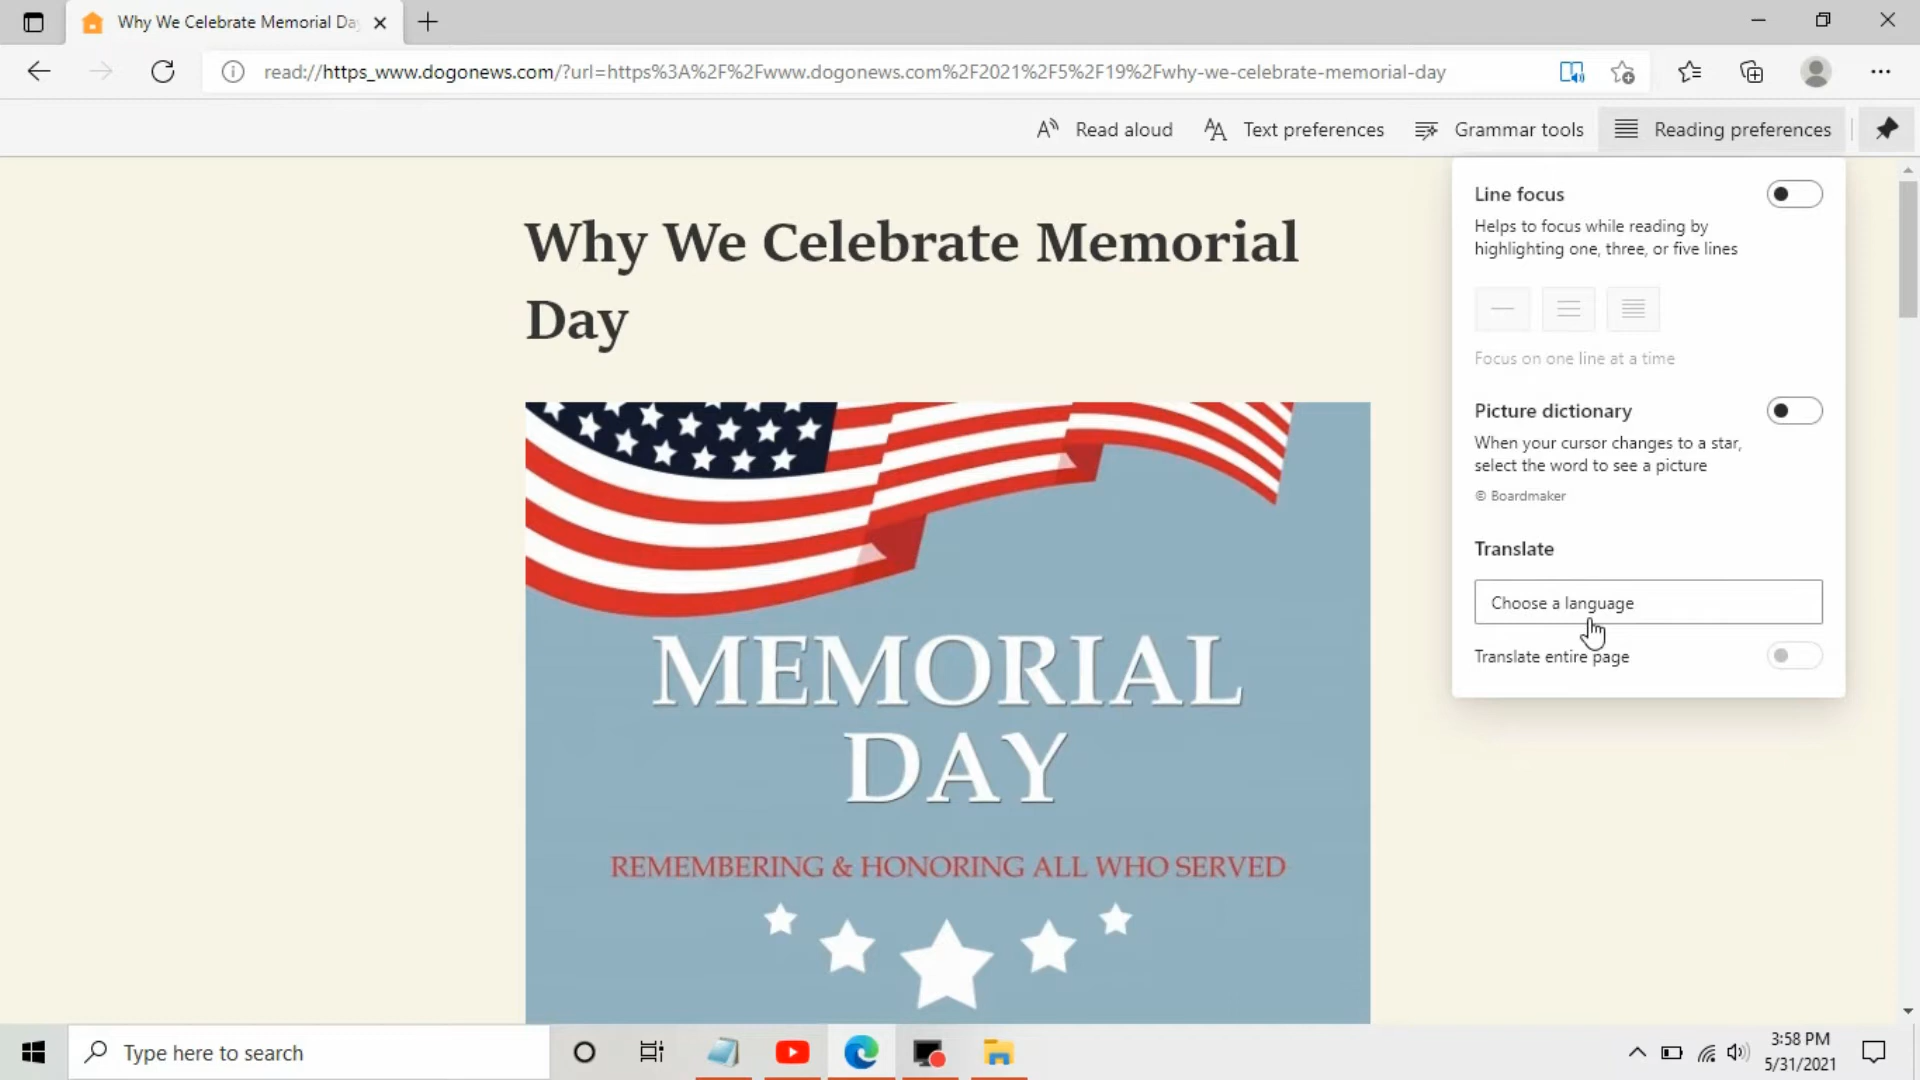 Why We Celebrate Memorial Da
read://https_www.dogonews.com/?url=https%3A%2F%2Fwww.dogonews.com%2F2021%2F5%2F19%2Fwhy-we-celebrate-memorial-day
Read aloud
Text preferences
Grammar tools
Reading preferences
Line focus
Helps to focus while reading by
highlighting one, three, or five lines
Focus on one line at a time
Picture dictionary
When your cursor changes to a star,
select the word to see a picture
© Boardmaker
Translate
Choose a language
Translate entire page
Why We Celebrate Memorial
Day
MEMORIAL
DAY
REMEMBERING & HONORING ALL WHO SERVED
Type here to search
3:58 PM
5/31/2021